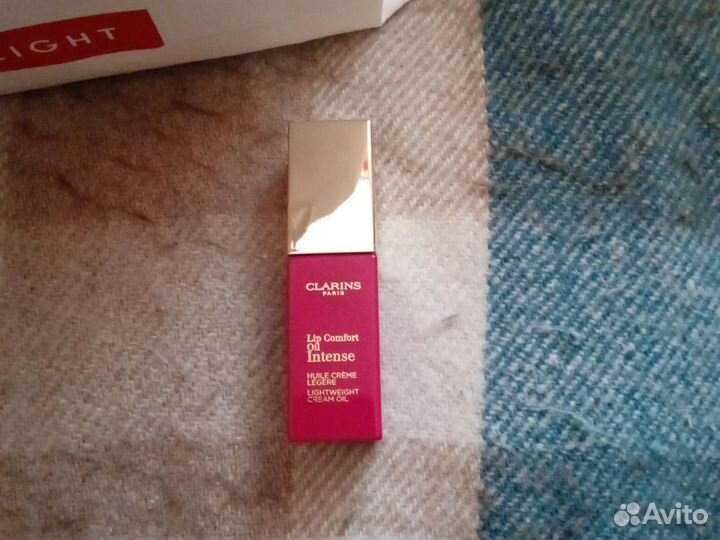 LIGHT
CLARINS
PARIS
Lip Comfort
Oil
Intense
HUILE CRÈME
LÉGÈRE
LIGHTWEIGHT
CREAM OIL
Avito